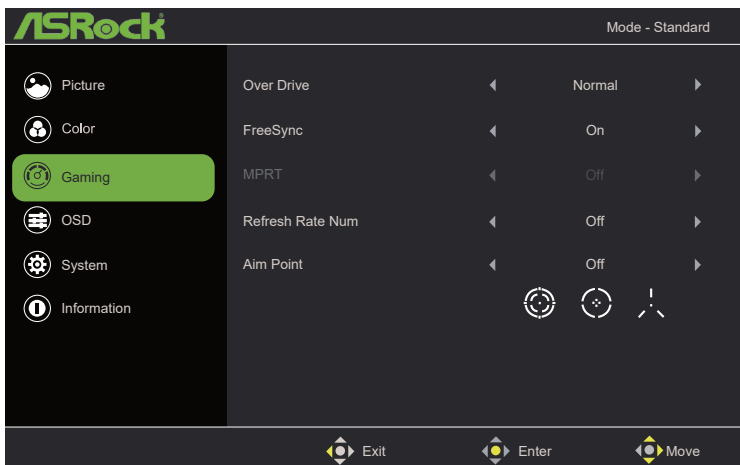 ASRock
Mode - Standard
Picture
Over Drive Normal
Color
FreeSync On
Gaming
MPRT Off
OSD
Refresh Rate Num Off
System
Aim Point Off
Information
Exit Enter Move